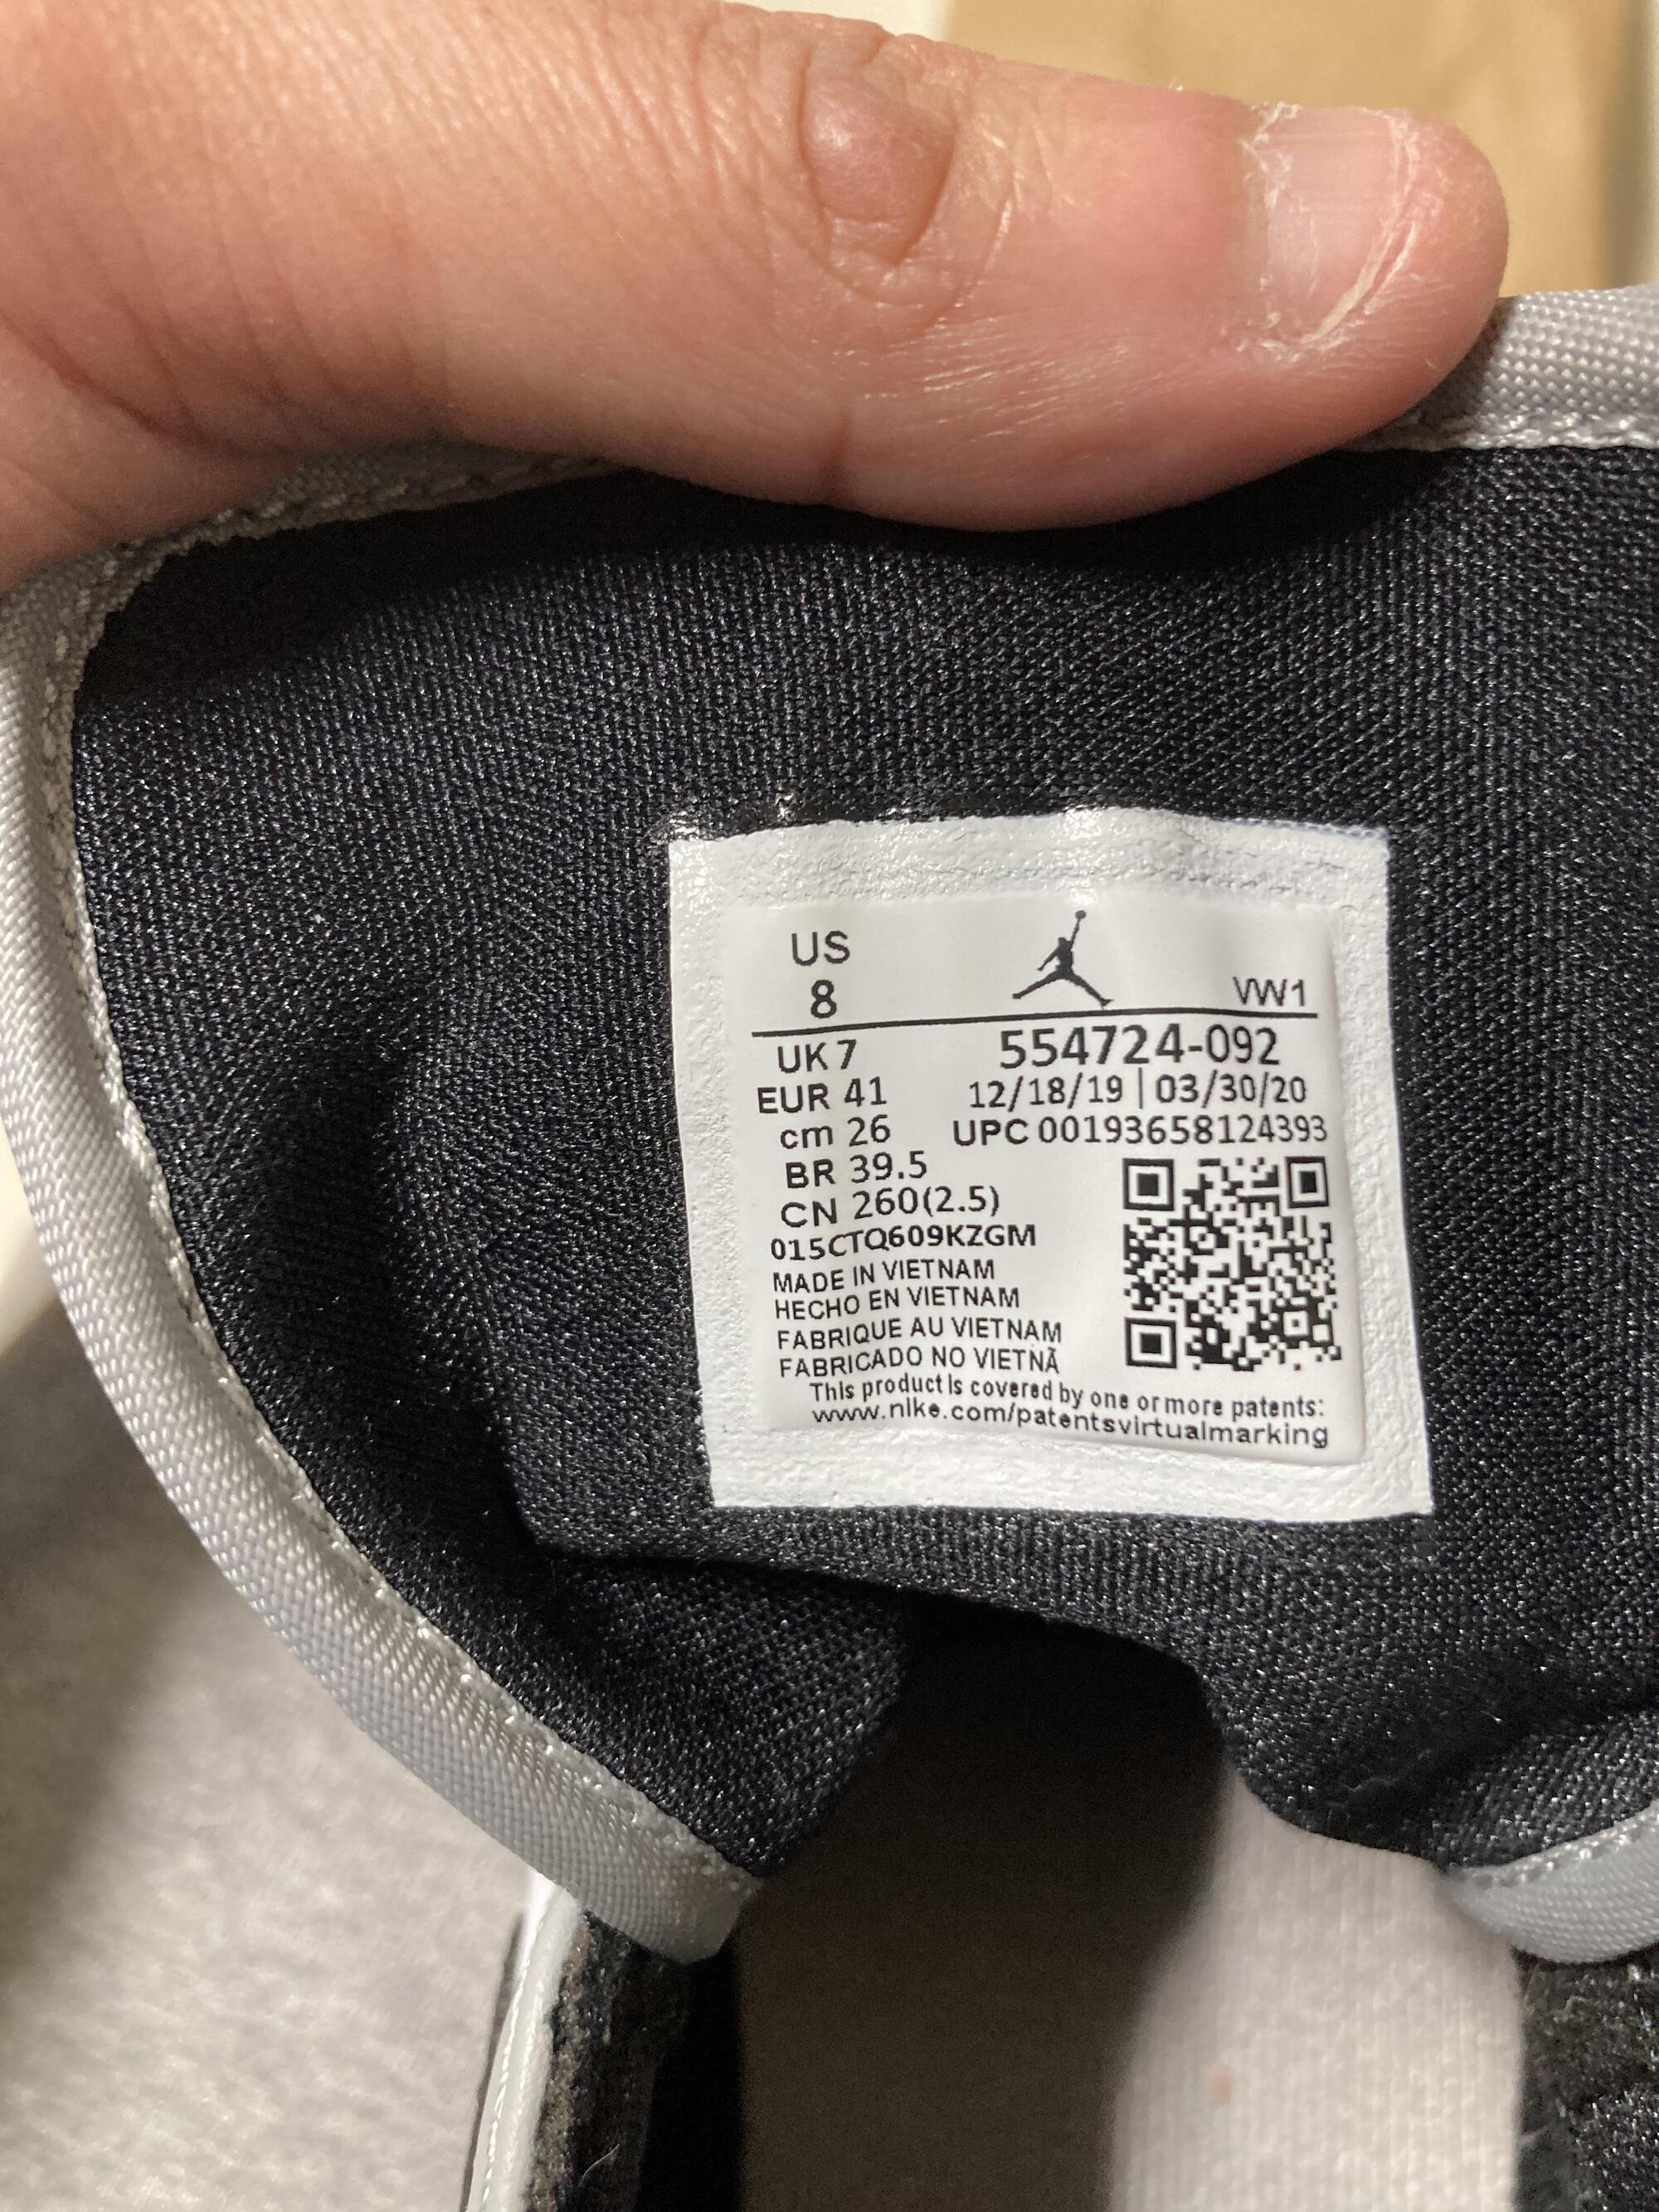 US
8
VW1
UK 7
554724-092
EUR 41
12/18/19 | 03/30/20
cm 26
UPC 00193658124393
BR 39.5
CN 260(2.5)
015CTQ609KZGM
MADE IN VIETNAM
HECHO EN VIETNAM
FABRIQUE AU VIETNAM
FABRICADO NO VIETNÃ
This product is covered by one or more patents:
www.nike.com/patentsvirtualmarking